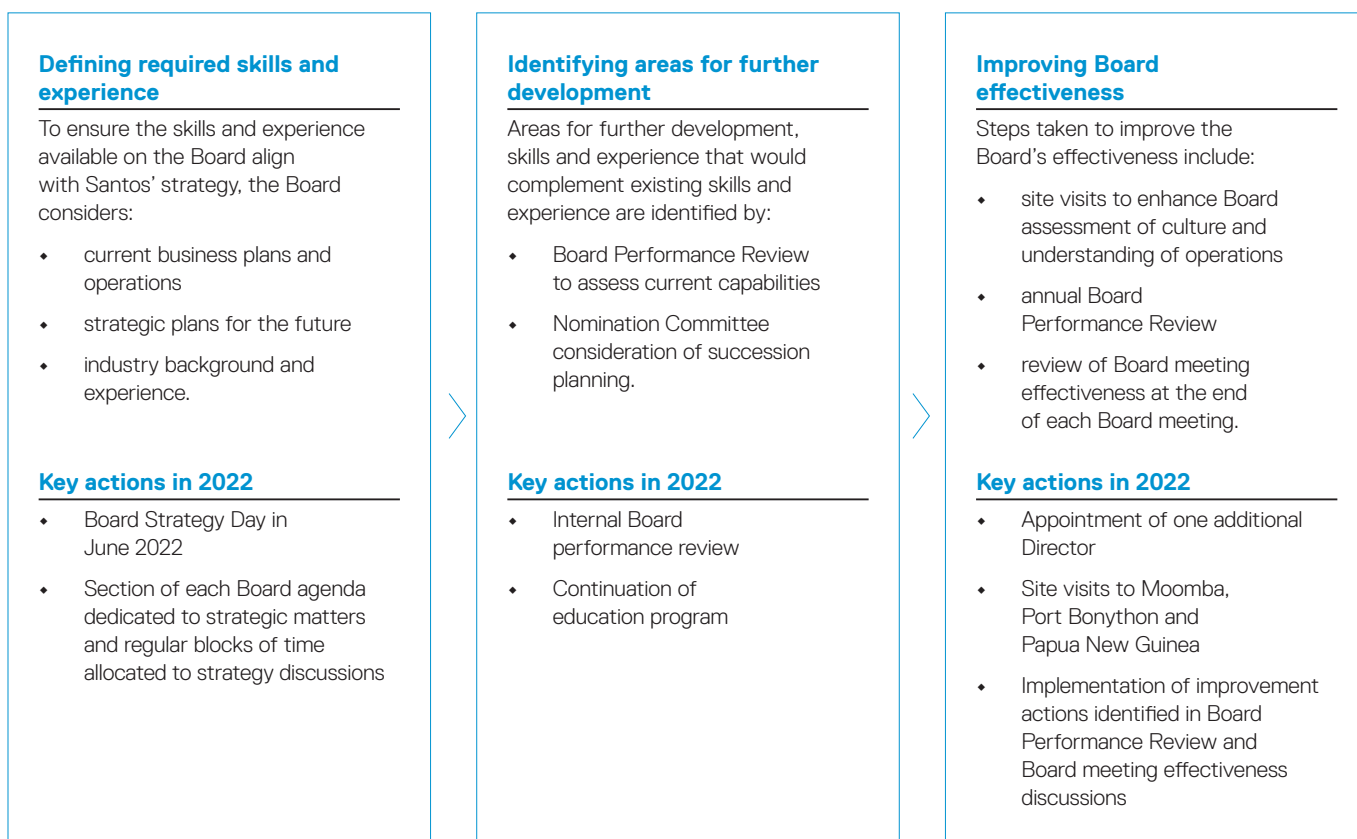 Defining required skills and
experience
To ensure the skills and experience
available on the Board align
with Santos’ strategy, the Board
considers:
◆ current business plans and
operations
◆ strategic plans for the future
◆ industry background and
experience.
Key actions in 2022
◆ Board Strategy Day in
June 2022
◆ Section of each Board agenda
dedicated to strategic matters
and regular blocks of time
allocated to strategy discussions
Identifying areas for further
development
Areas for further development,
skills and experience that would
complement existing skills and
experience are identified by:
◆ Board Performance Review
to assess current capabilities
◆ Nomination Committee
consideration of succession
planning.
Key actions in 2022
◆ Internal Board
performance review
◆ Continuation of
education program
Improving Board
effectiveness
Steps taken to improve the
Board’s effectiveness include:
◆ site visits to enhance Board
assessment of culture and
understanding of operations
◆ annual Board
Performance Review
◆ review of Board meeting
effectiveness at the end
of each Board meeting.
Key actions in 2022
◆ Appointment of one additional
Director
◆ Site visits to Moomba,
Port Bonython and
Papua New Guinea
◆ Implementation of improvement
actions identified in Board
Performance Review and
Board meeting effectiveness
discussions